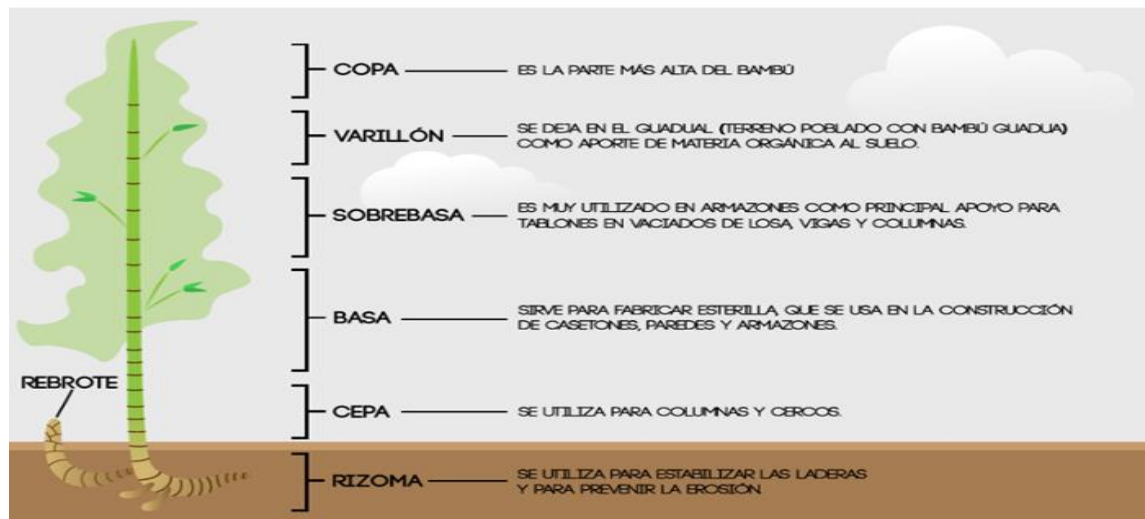 COPA
ES LA PARTE MÁS ALTA DEL BAMBÚ
VARILLÓN
SE DEJA EN EL GUADUAL (TERRENO POBLADO CON BAMBÚ GUADUA)
COMO APORTE DE MATERIA ORGÁNICA AL SUELO.
SOBREBASA
ES MUY UTILIZADO EN ARMAZONES COMO PRINCIPAL APOYO PARA
TABLONES EN VACIADOS DE LOSA, VIGAS Y COLUMNAS.
BASA
SIRVE PARA FABRICAR ESTERILLA, QUE SE USA EN LA CONSTRUCCIÓN
DE CASETONES, PAREDES Y ARMAZONES.
REBROTE
CEPA
SE UTILIZA PARA COLUMNAS Y CERCOS.
RIZOMA
SE UTILIZA PARA ESTABILIZAR LAS LADERAS
Y PARA PREVENIR LA EROSIÓN.